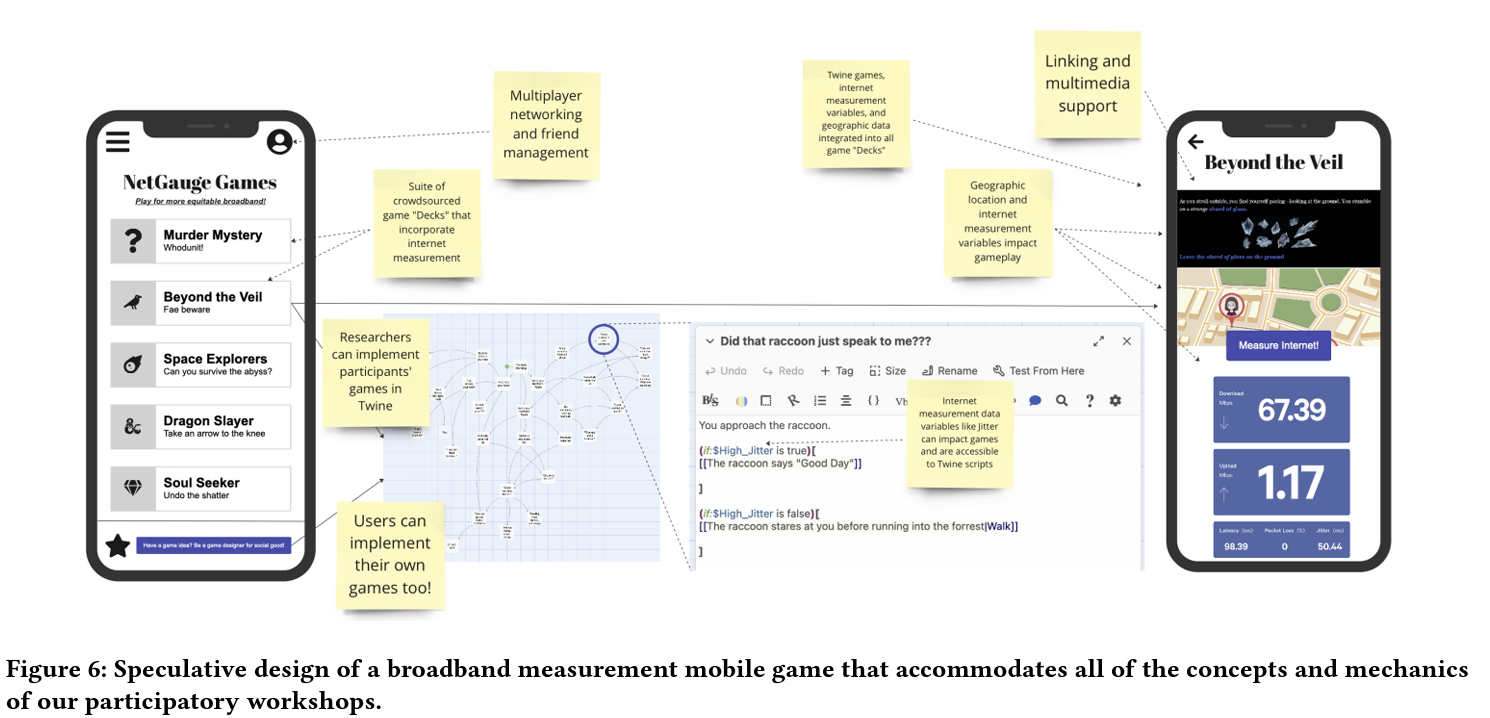 Linking and
multimedia
support
Twine games,
internet
measurement
variables, and
geographic data
integrated into all
game "Decks"
Multiplayer
networking
and friend
management
NetGauge Games
Play for more equitable broadband!
Murder Mystery
Whodunit!
Beyond the Veil
Fae beware
Space Explorers
Can you survive the abyss?
Dragon Slayer
Take an arrow to the knee
Soul Seeker
Undo the shatter
Have a game idea? Be a game designer for social good!
Suite of
crowdsourced
game "Decks" that
incorporate
internet
measurement
Geographic
location and
internet
measurement
variables impact
gameplay
Researchers
can implement
participants'
games in
Twine
Users can
implement
their own
games too!
Did that raccoon just speak to me???
Undo
Redo
+ Tag
Size
Rename
Test From Here
You approach the raccoon.
(if:$High_Jitter is true)[
[[The raccoon says "Good Day"]]
]
(if:$High_Jitter is false)[
[[The raccoon stares at you before running into the forrest|Walk]]
]
Internet
measurement data
variables like Jitter
can impact games
and are accessible
to Twine scripts
Beyond the Veil
As you stroll outside, you find yourself pacing - looking at the ground. You stumble
on a strange shard of glass.
Leave the shard of glass on the ground
Measure Internet!
Download
Mbps
67.39
Upload
Mbps
1.17
Latency (ms) Packet Loss (%) Jitter (ms)
98.39 0 50.44
Figure 6: Speculative design of a broadband measurement mobile game that accommodates all of the concepts and mechanics
of our participatory workshops.